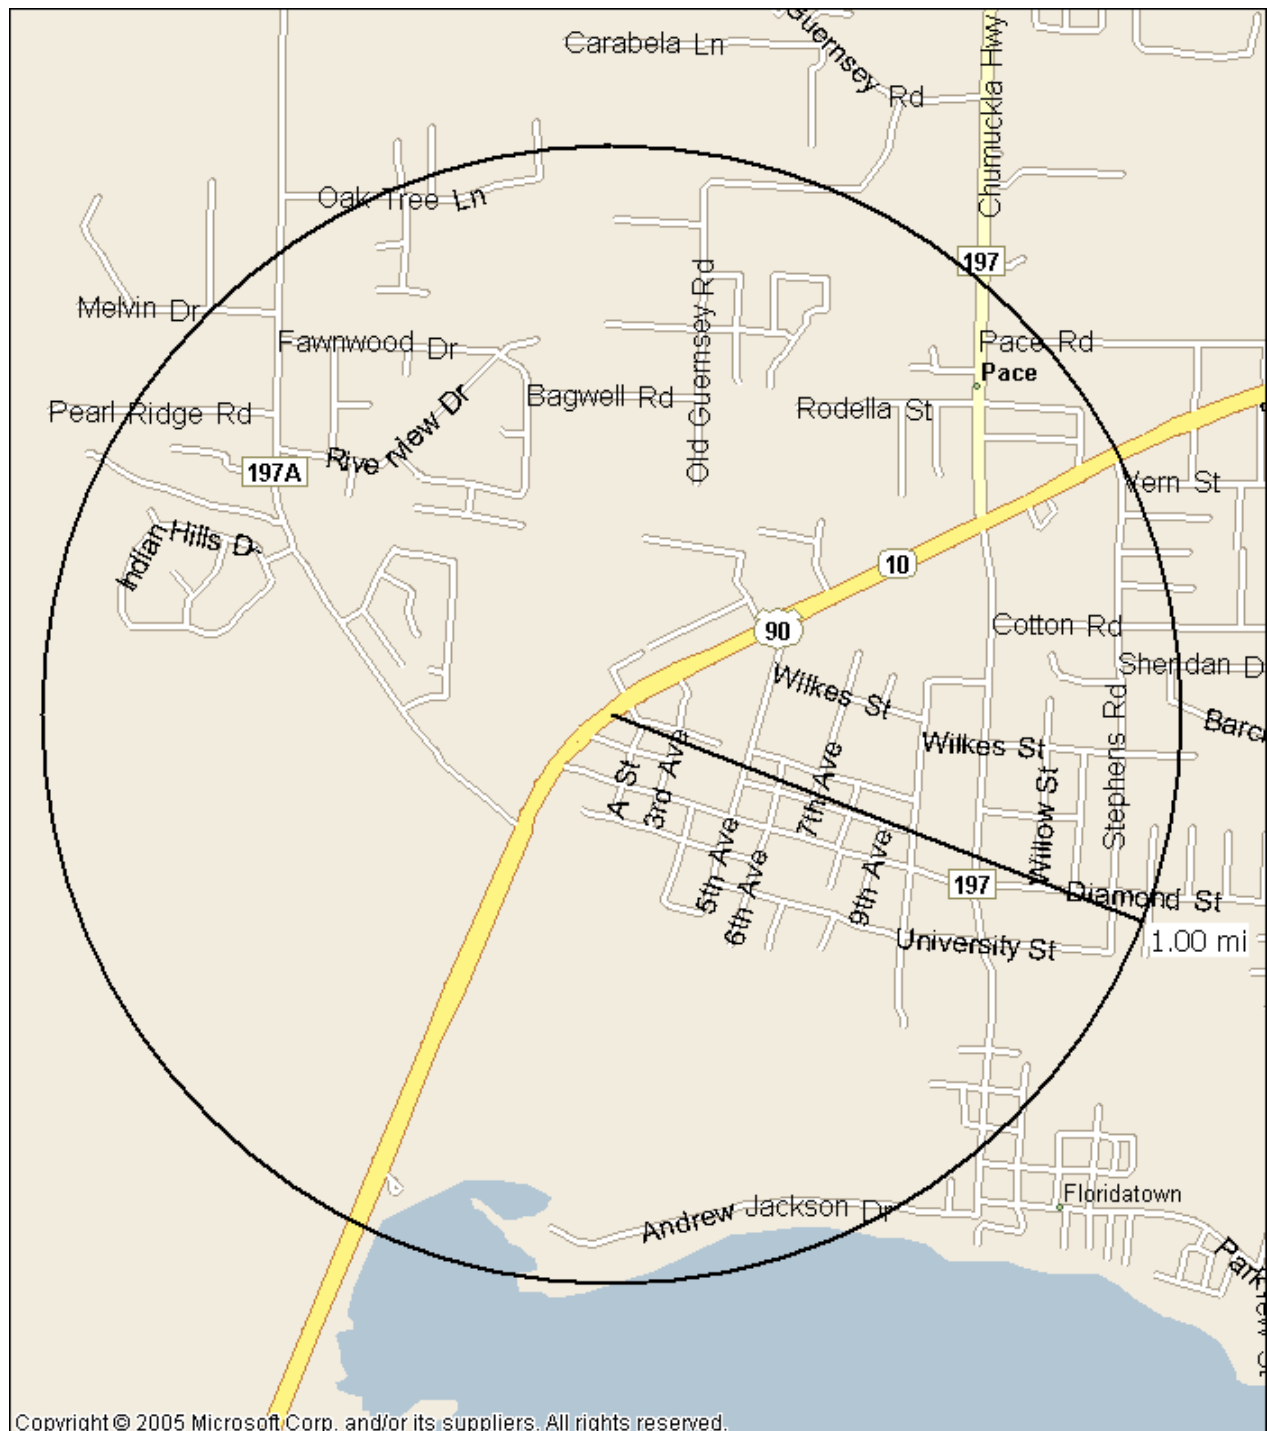 Carabela Ln
Guernsey Rd
Chumuckla Hwy
Oak Tree Ln
197
Melvin Dr
Old Guernsey Rd
Fawnwood Dr
Pace Rd
Pace
Bagwell Rd
Rodella St
Pearl Ridge Rd
Riverview Dr
197A
Vern St
Indian Hills Dr
10
90
Cotton Rd
Sheridan D
Wilkes St
Stephens Rd
Wilkes St
A St
3rd Ave
7th Ave
Willow St
5th Ave
6th Ave
9th Ave
197
Diamond St
University St
1.00 mi
Floridatown
Andrew Jackson Dr
Copyright © 2005 Microsoft Corp. and/or its suppliers. All rights reserved.